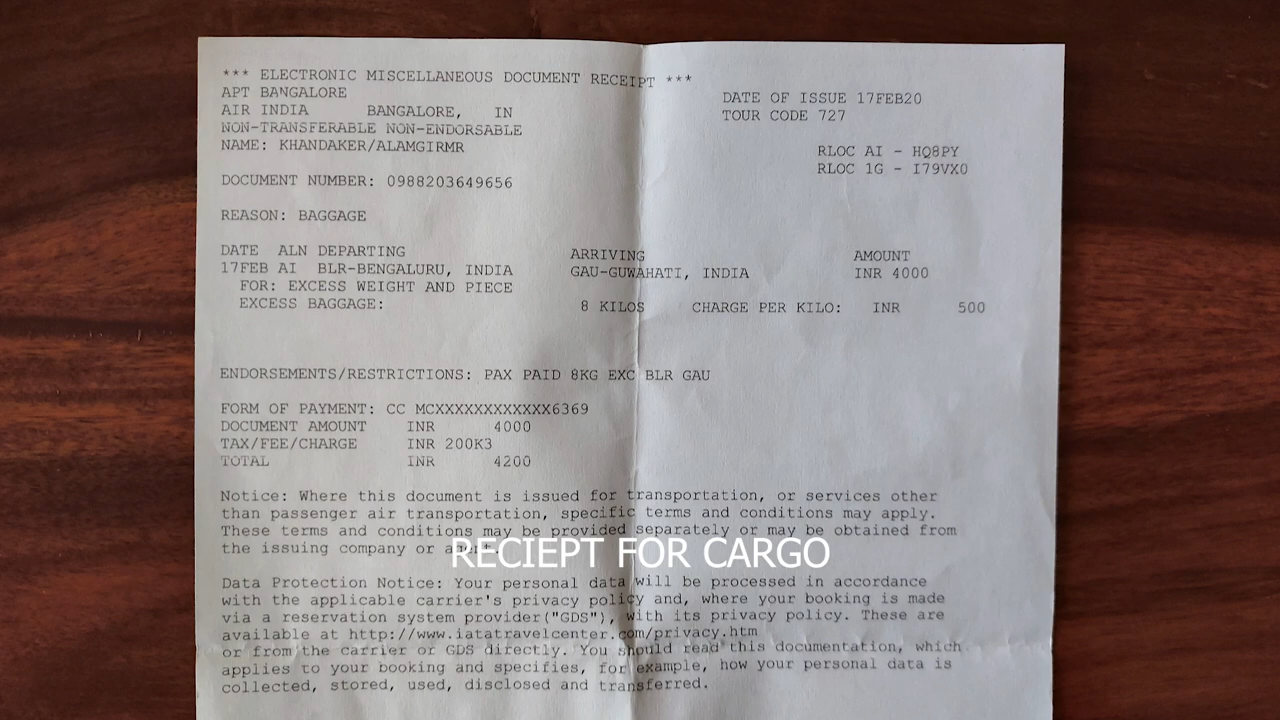 *** ELECTRONIC MISCELLANEOUS DOCUMENT RECEIPT ***
APT BANGALORE
DATE OF ISSUE 17FEB20
AIR INDIA BANGALORE, IN
TOUR CODE 727
NON-TRANSFERABLE NON-ENDORSABLE
NAME: KHANDAKER/ALAMGIRMR
RLOC AI - HQ8PY
RLOC 1G - I79VX0
DOCUMENT NUMBER: 0988203649656
REASON: BAGGAGE
DATE ALN DEPARTING ARRIVING AMOUNT
17FEB AI BLR-BENGALURU, INDIA GAU-GUWAHATI, INDIA INR 4000
FOR: EXCESS WEIGHT AND PIECE
EXCESS BAGGAGE: 8 KILOS CHARGE PER KILO: INR 500
ENDORSEMENTS/RESTRICTIONS: PAX PAID 8KG EXC BLR GAU
FORM OF PAYMENT: CC MCXXXXXXXXXXXX6369
DOCUMENT AMOUNT INR 4000
TAX/FEE/CHARGE INR 200K3
TOTAL INR 4200
Notice: Where this document is issued for transportation, or services other
than passenger air transportation, specific terms and conditions may apply.
These terms and conditions may be provided separately or may be obtained from
the issuing company or agent.
RECIEPT FOR CARGO
Data Protection Notice: Your personal data will be processed in accordance
with the applicable carrier's privacy policy and, where your booking is made
via a reservation system provider("GDS"), with its privacy policy. These are
available at http://www.iatatravelcenter.com/privacy.htm
or from the carrier or GDS directly. You should read this documentation, which
applies to your booking and specifies, for example, how your personal data is
collected, stored, used, disclosed and transferred.